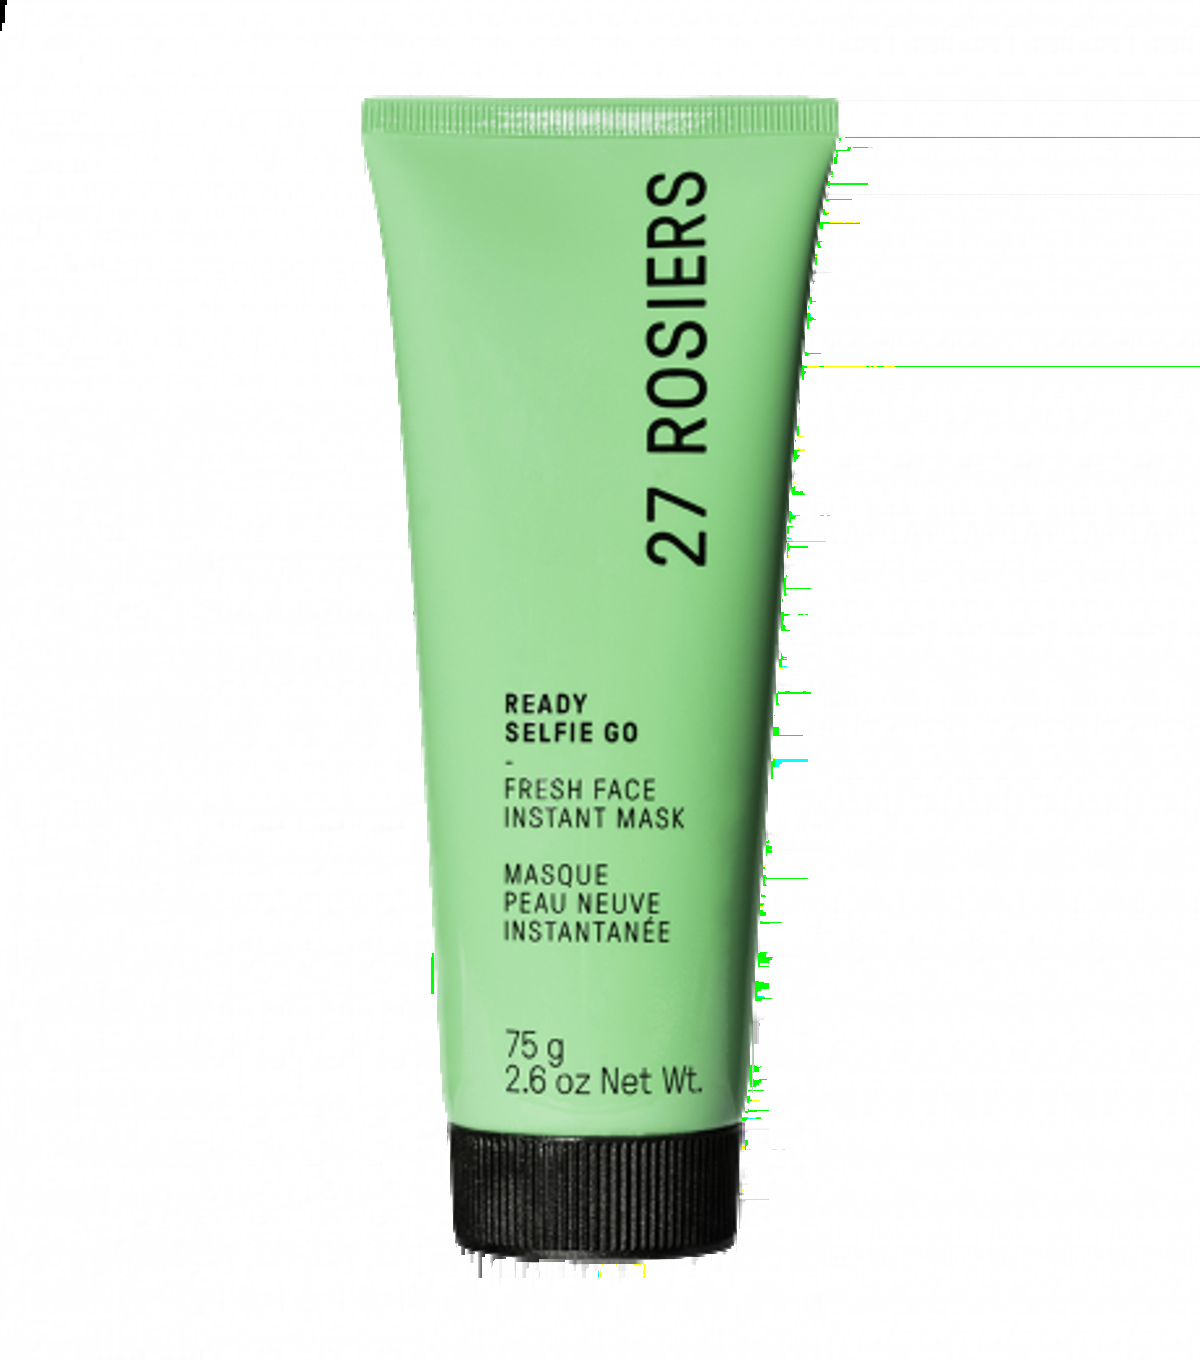 27 ROSIERS
READY
SELFIE GO
-
FRESH FACE
INSTANT MASK
MASQUE
PEAU NEUVE
INSTANTANÉE
75 g
2.6 oz Net Wt.